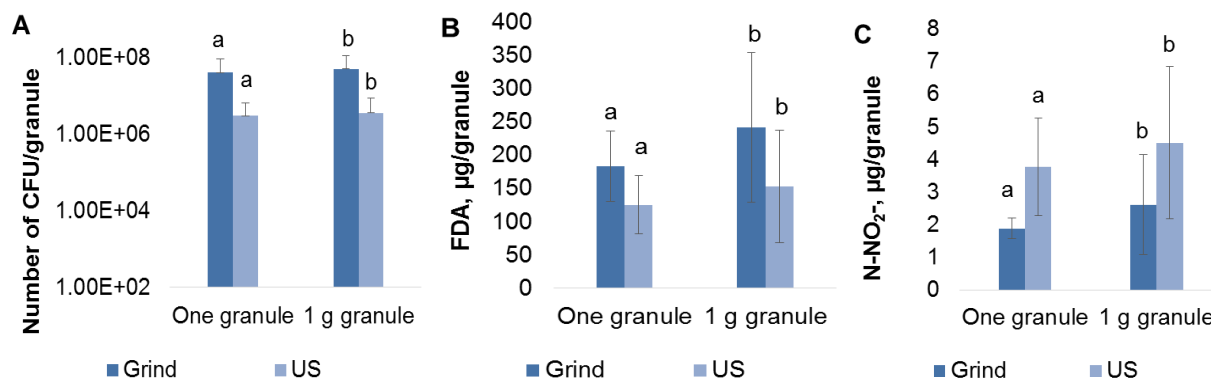 A
Number of CFU/granule
1.00E+08
1.00E+06
1.00E+04
1.00E+02
a
a
b
b
One granule 1 g granule
Grind US
B
FDA, µg/granule
400
350
300
250
200
150
100
50
0
a
a
b
b
One granule 1 g granule
Grind US
C
N-NO₂-, µg/granule
8
7
6
5
4
3
2
1
0
a
a
b
b
One granule 1 g granule
Grind US